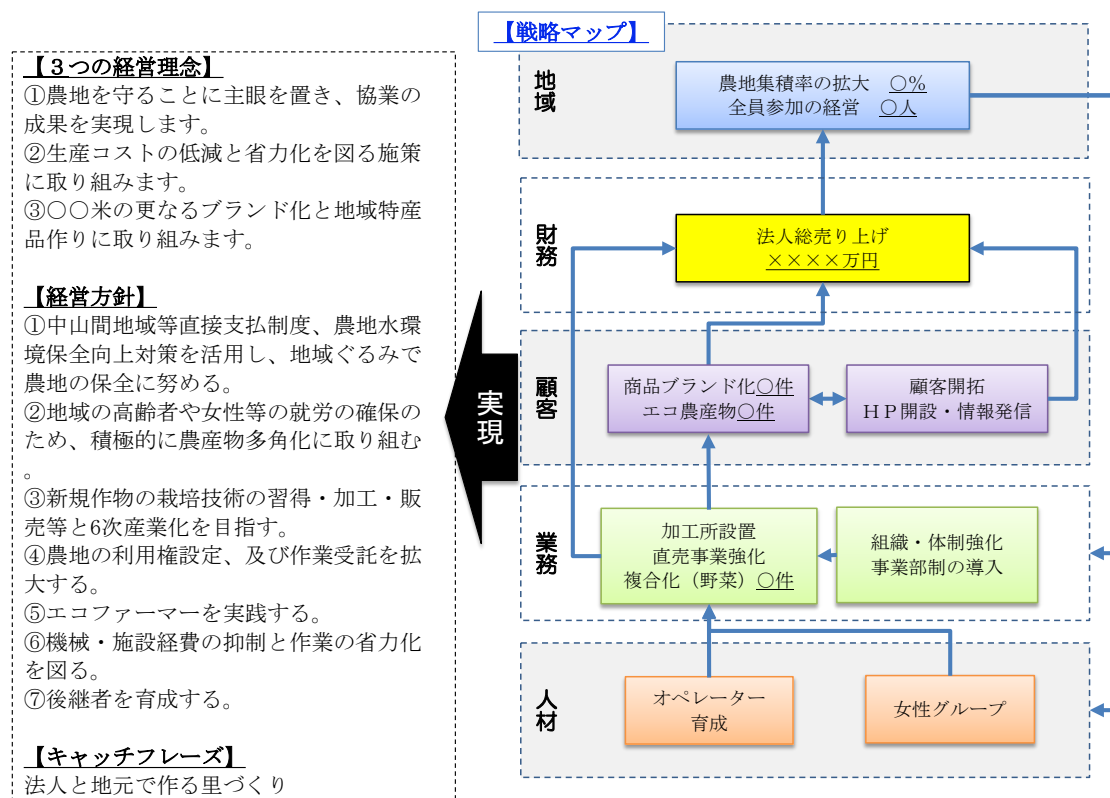 【戦略マップ】
【３つの経営理念】
①農地を守ることに主眼を置き、協業の
成果を実現します。
②生産コストの低減と省力化を図る施策
に取り組みます。
③〇〇米の更なるブランド化と地域特産
品作りに取り組みます。
【経営方針】
①中山間地域等直接支払制度、農地水環
境保全向上対策を活用し、地域ぐるみで
農地の保全に努める。
②地域の高齢者や女性等の就労の確保の
ため、積極的に農産物多角化に取り組む
。
③新規作物の栽培技術の習得・加工・販
売等と6次産業化を目指す。
④農地の利用権設定、及び作業受託を拡
大する。
⑤エコファーマーを実践する。
⑥機械・施設経費の抑制と作業の省力化
を図る。
⑦後継者を育成する。
【キャッチフレーズ】
法人と地元で作る里づくり
実現
地域
農地集積率の拡大　〇％
全員参加の経営　〇人
財務
法人総売り上げ
××××万円
顧客
商品ブランド化〇件
エコ農産物〇件
顧客開拓
ＨＰ開設・情報発信
業務
加工所設置
直売事業強化
複合化（野菜）〇件
組織・体制強化
事業部制の導入
人材
オペレーター
育成
女性グループ